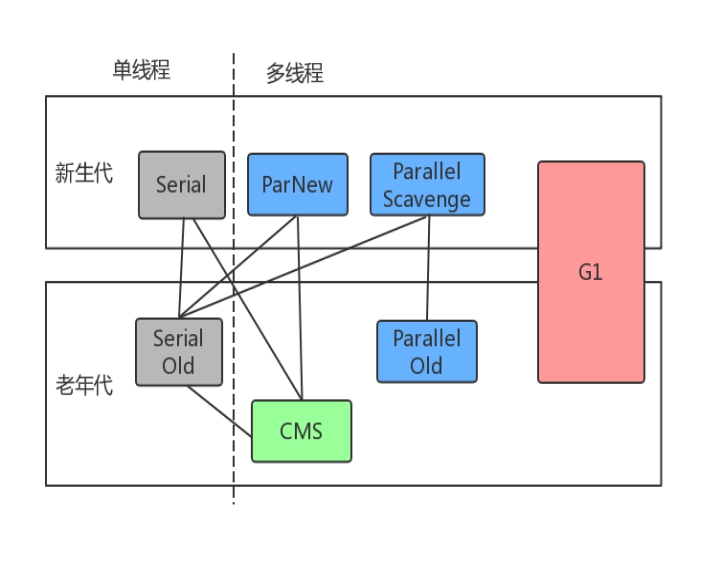 单线程
多线程
新生代
Serial
ParNew
Parallel
Scavenge
G1
老年代
Serial
Old
Parallel
Old
CMS